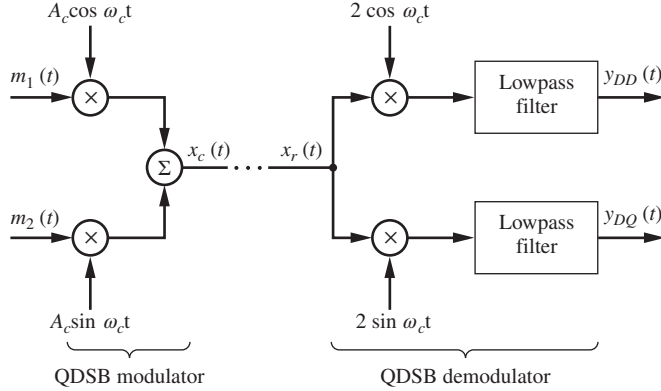 A_c cos ω_c t
2 cos ω_c t
m_1 (t)
×
×
Lowpass
filter
y_DD (t)
Σ
x_c (t)
. . .
x_r (t)
m_2 (t)
×
×
Lowpass
filter
y_DQ (t)
A_c sin ω_c t
2 sin ω_c t
QDSB modulator
QDSB demodulator